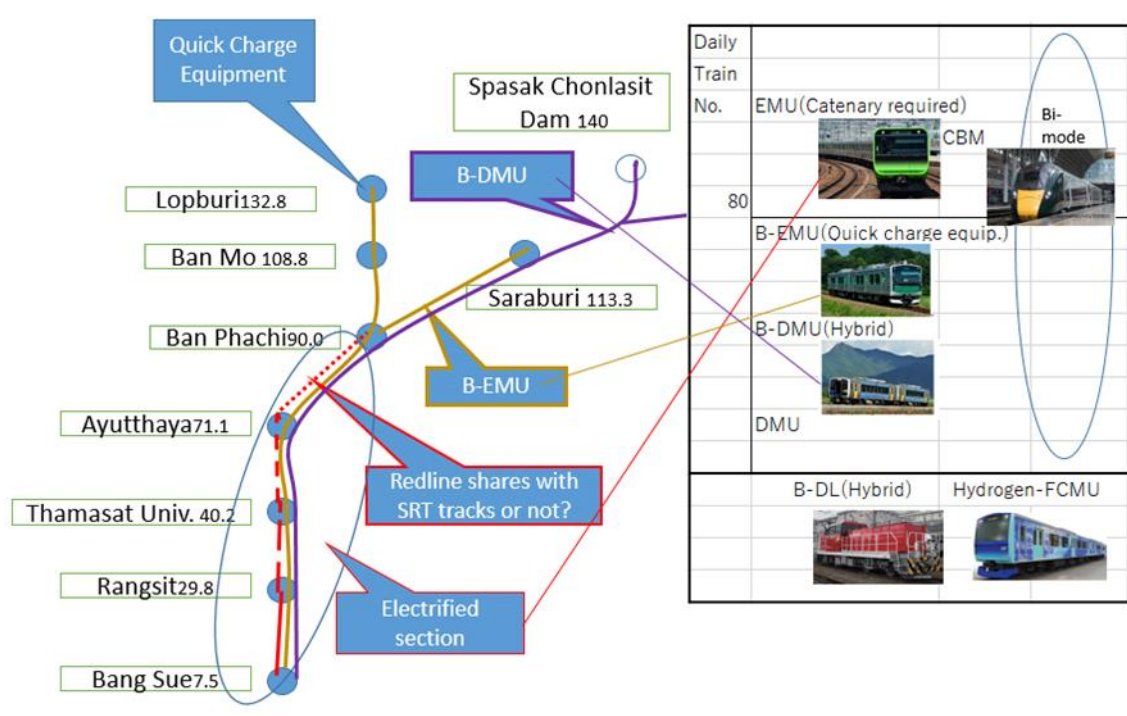 Quick Charge
Equipment
Spasak Chonlasit
Dam 140
B-DMU
Lopburi132.8
Ban Mo 108.8
Saraburi 113.3
Ban Phachi90.0
B-EMU
Ayutthaya71.1
Redline shares with
SRT tracks or not?
Thamasat Univ. 40.2
Rangsit29.8
Electrified
section
Bang Sue7.5
Daily
Train
No.
EMU(Catenary required)
CBM
Bi-
mode
80
B-EMU(Quick charge equip.)
B-DMU(Hybrid)
DMU
B-DL(Hybrid)
Hydrogen-FCMU